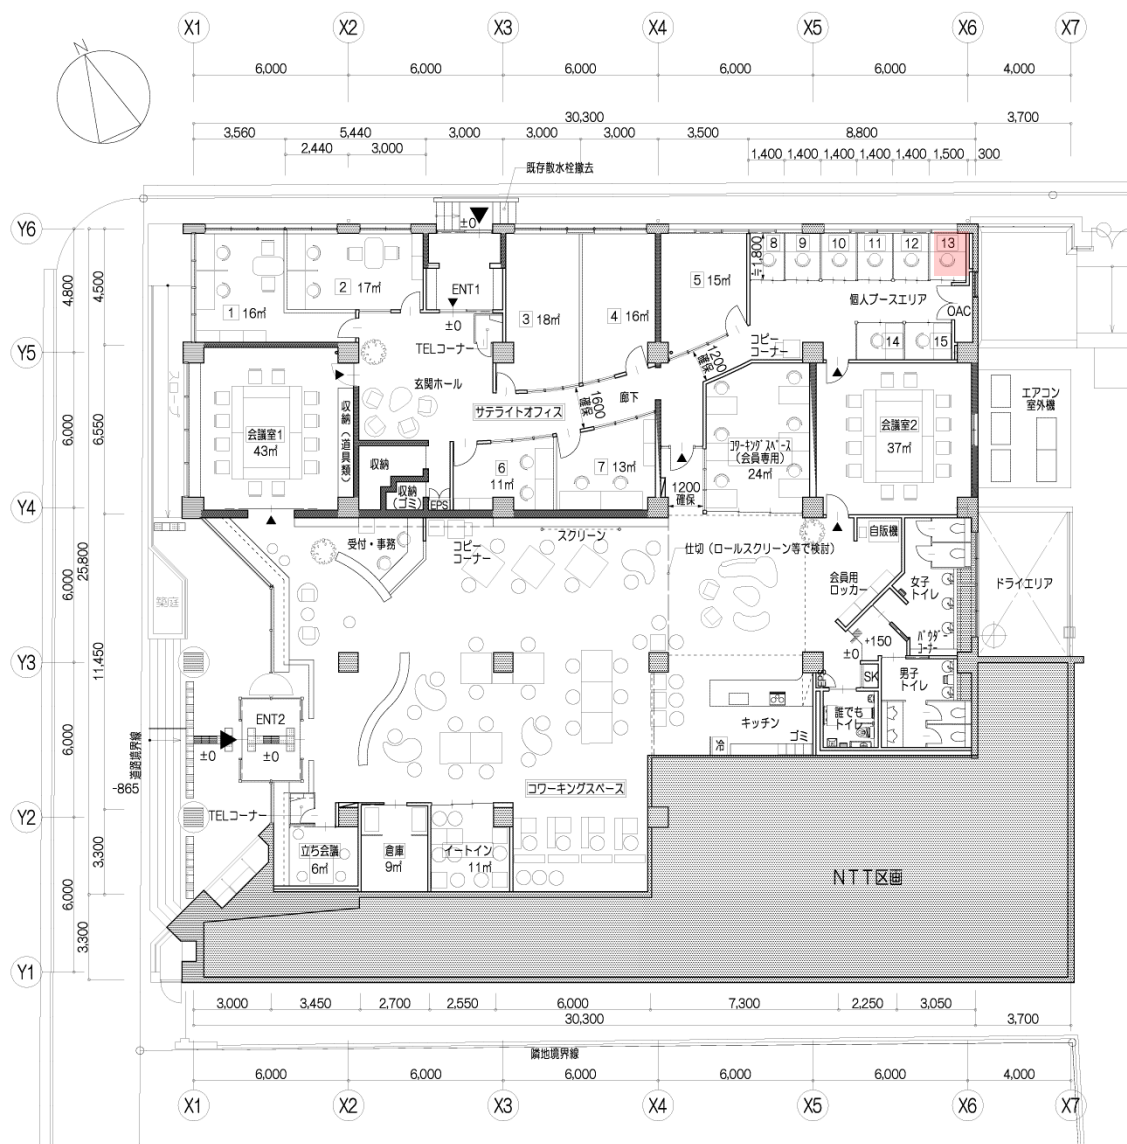 X1 X2 X3 X4 X5 X6 X7
N
6,000 6,000 6,000 6,000 6,000 4,000
30,300 3,700
3,560 5,440 3,000 3,000 3,000 3,500 8,800
2,440 3,000 1,400 1,400 1,400 1,400 1,400 1,500 300
既存散水栓撤去
±0
Y6
8 9 10 11 12 13
≒1,800
4,800 4,500
2 17㎡
ENT1
5 15㎡
個人ブースエリア
OAC
1 16㎡
±0
3 18㎡
4 16㎡
TELコーナー
コピー
コーナー
14 15
Y5
1200
確保
玄関ホール
廊下
エアコン
室外機
1600
確保
サテライトオフィス
収納(道具類)
6,000 6,550
会議室1
43㎡
会議室2
37㎡
コワーキングスペース
(会員専用)
24㎡
収納
6
11㎡
7 13㎡
収納
(ゴミ)
EPS
1200
確保
Y4
受付・事務
コピー
コーナー
スクリーン
仕切(ロールスクリーン等で検討)
自販機
会員用
ロッカー
女子
トイレ
ドライエリア
25,800
6,000
パウダー
コーナー
+150
±0
11,450
Y3
EPS
SK
男子
トイレ
ENT2
キッチン
誰でも
トイレ
ゴミ
6,000
±0 ±0
道路境界線
-865
コワーキングスペース
TELコーナー
Y2
立ち会議
6㎡
倉庫
9㎡
イートイン
11㎡
3,300
NTT区画
6,000
3,300
Y1
3,000 3,450 2,700 2,550 6,000 7,300 2,250 3,050
30,300 3,700
隣地境界線
6,000 6,000 6,000 6,000 6,000 4,000
X1 X2 X3 X4 X5 X6 X7